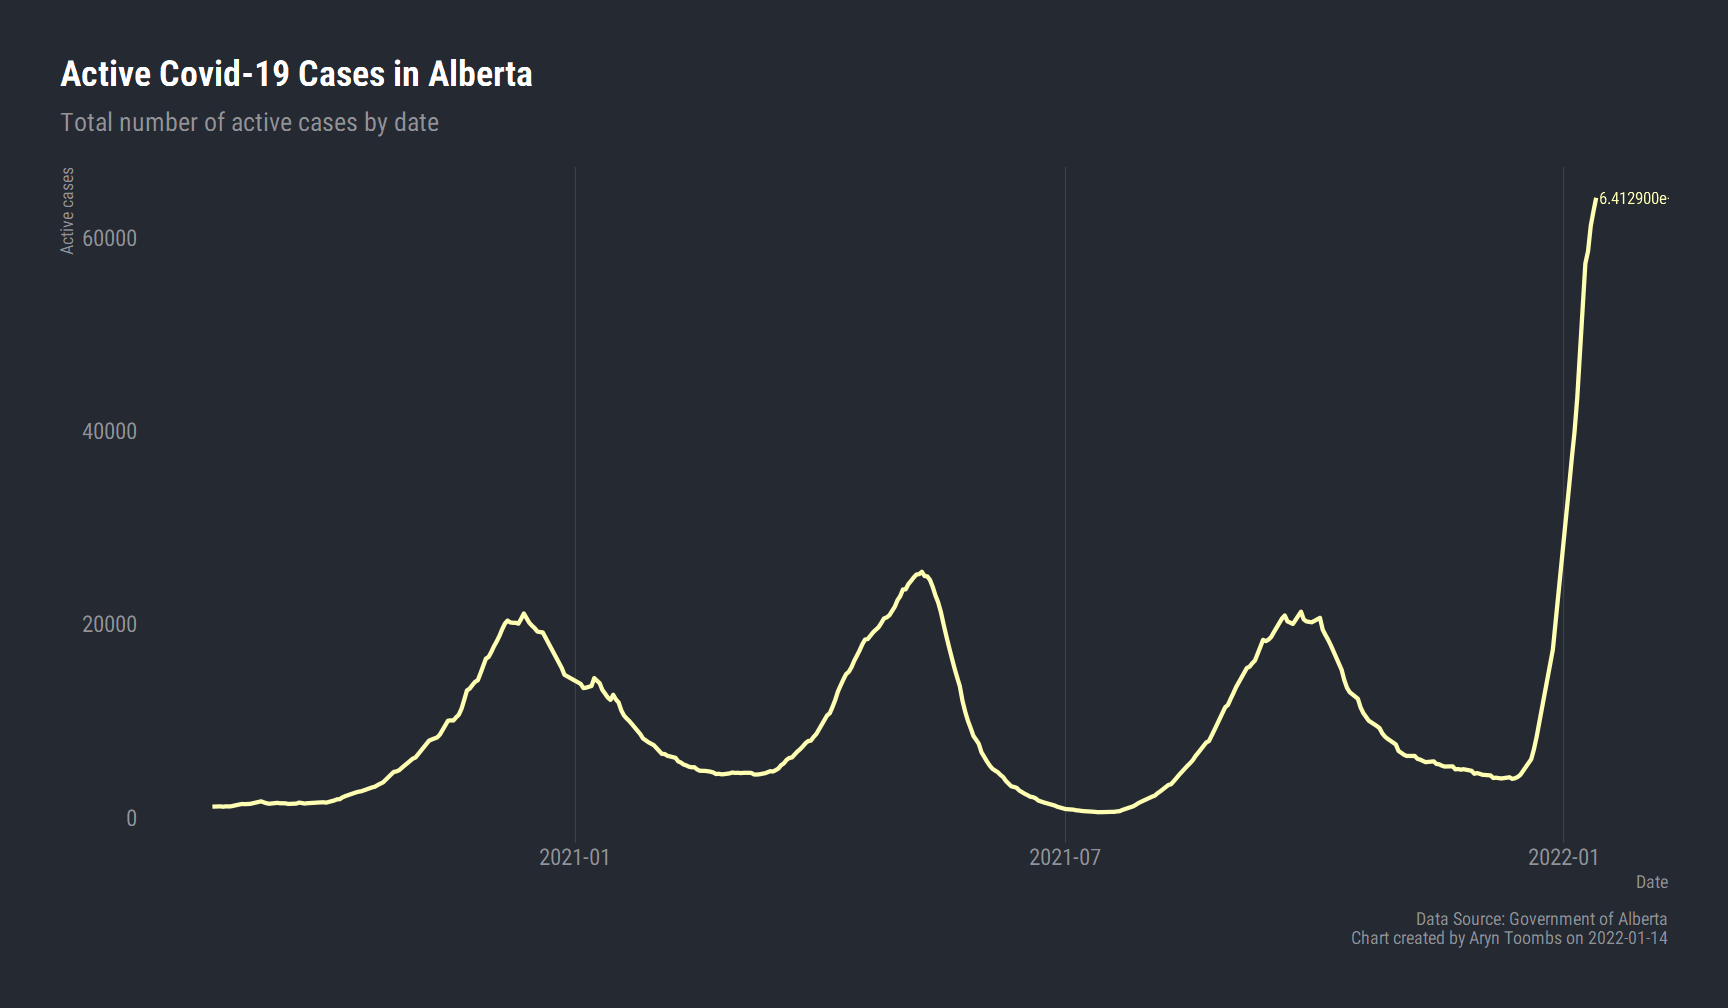 Active Covid-19 Cases in Alberta
Total number of active cases by date
Active cases
6.412900e-
60000
40000
20000
0
2021-01
2021-07
2022-01
Date
Data Source: Government of Alberta
Chart created by Aryn Toombs on 2022-01-14